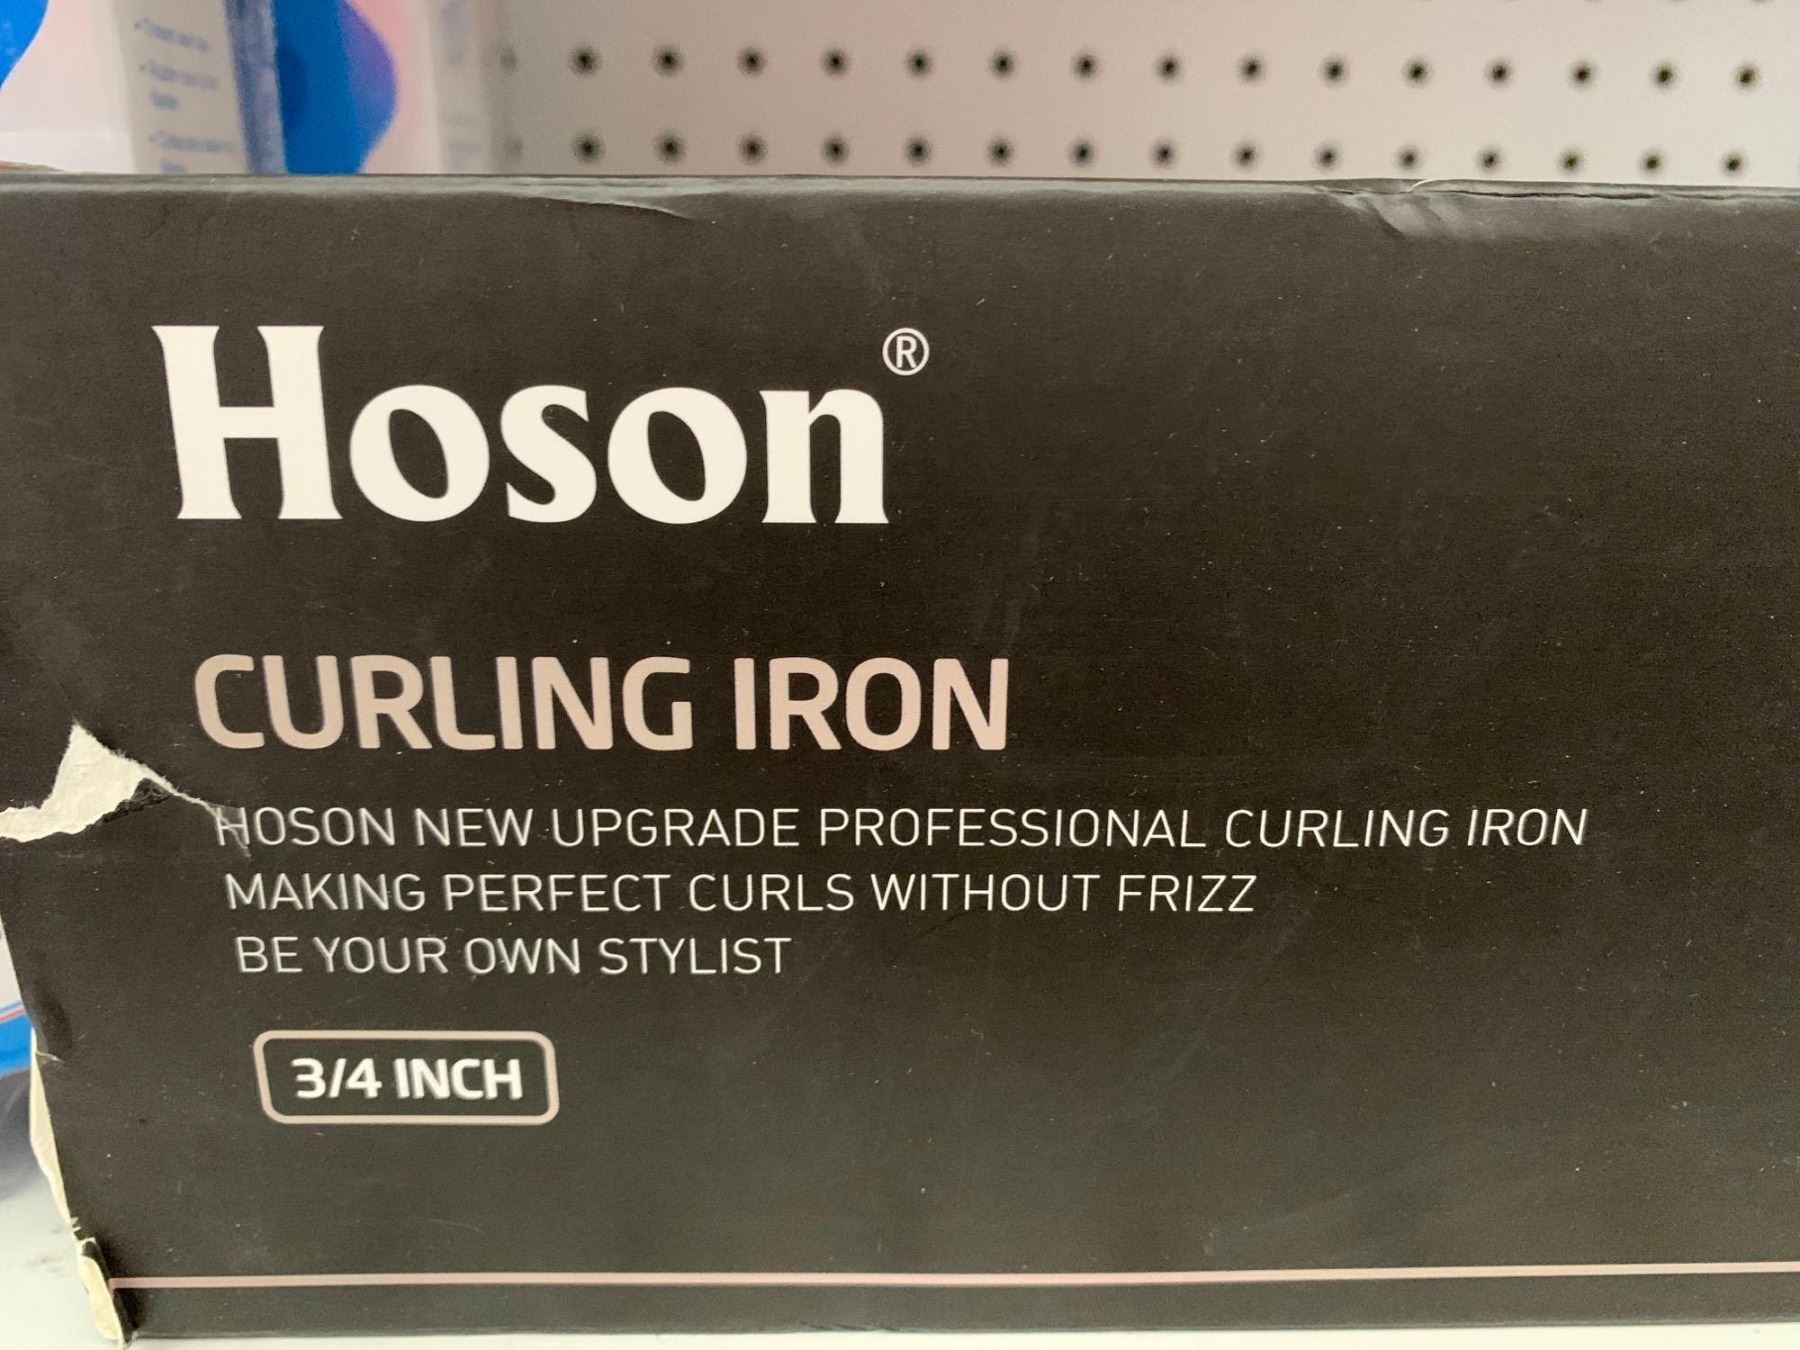 Hoson®
CURLING IRON
HOSON NEW UPGRADE PROFESSIONAL CURLING IRON
MAKING PERFECT CURLS WITHOUT FRIZZ
BE YOUR OWN STYLIST
3/4 INCH